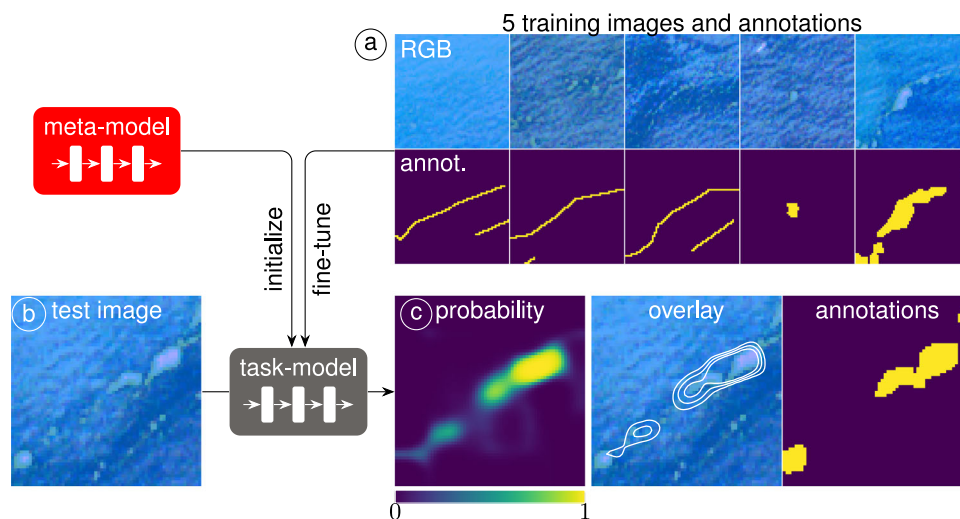 5 training images and annotations
a
RGB
meta-model
annot.
initialize
fine-tune
b
test image
c
probability
overlay
annotations
task-model
0
1